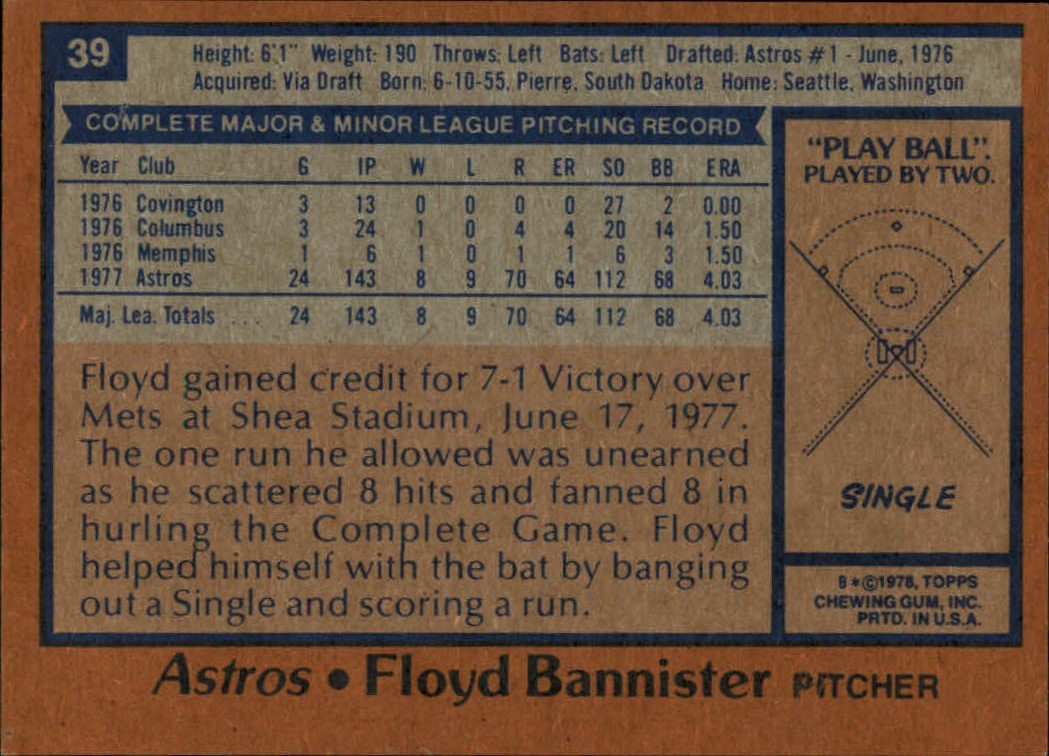 39
Height: 6'1" Weight: 190 Throws: Left Bats: Left Drafted: Astros #1 - June, 1976
Acquired: Via Draft Born: 6-10-55, Pierre, South Dakota Home: Seattle, Washington
COMPLETE MAJOR & MINOR LEAGUE PITCHING RECORD
Year Club G IP W L R ER SO BB ERA
1976 Covington 3 13 0 0 0 0 27 2 0.00
1976 Columbus 3 24 1 0 4 4 20 14 1.50
1976 Memphis 1 6 1 0 1 1 6 3 1.50
1977 Astros 24 143 8 9 70 64 112 68 4.03
Maj. Lea. Totals ... 24 143 8 9 70 64 112 68 4.03
Floyd gained credit for 7-1 Victory over
Mets at Shea Stadium, June 17, 1977.
The one run he allowed was unearned
as he scattered 8 hits and fanned 8 in
hurling the Complete Game. Floyd
helped himself with the bat by banging
out a Single and scoring a run.
"PLAY BALL".
PLAYED BY TWO.
SINGLE
B*©1978, TOPPS
CHEWING GUM, INC.
PRTD. IN U.S.A.
Astros • Floyd Bannister PITCHER